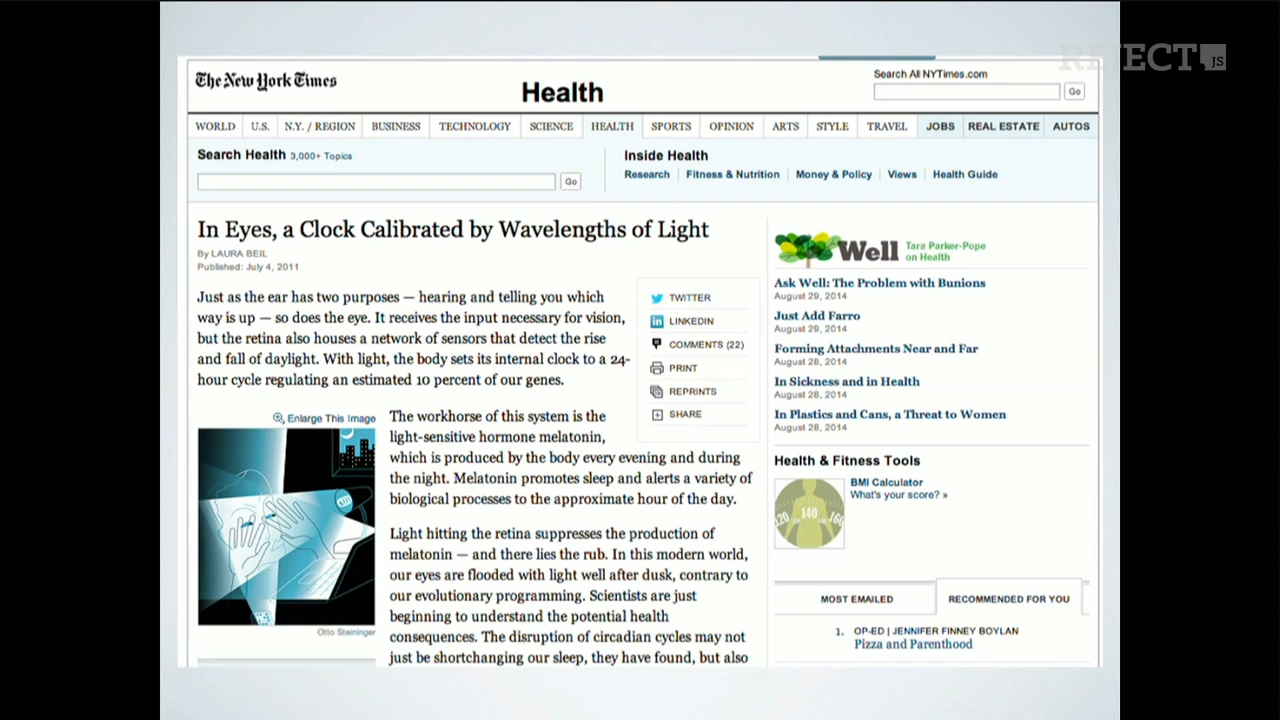 REJECT JS
The New York Times
Health
Search All NYTimes.com
Go
WORLD U.S. N.Y. / REGION BUSINESS TECHNOLOGY SCIENCE HEALTH SPORTS OPINION ARTS STYLE TRAVEL JOBS REAL ESTATE AUTOS
Search Health 3,000+ Topics
Go
Inside Health
Research Fitness & Nutrition Money & Policy Views Health Guide
In Eyes, a Clock Calibrated by Wavelengths of Light
By LAURA BEIL
Published: July 4, 2011
Just as the ear has two purposes — hearing and telling you which
way is up — so does the eye. It receives the input necessary for vision,
but the retina also houses a network of sensors that detect the rise
and fall of daylight. With light, the body sets its internal clock to a 24-
hour cycle regulating an estimated 10 percent of our genes.
TWITTER
LINKEDIN
COMMENTS (22)
PRINT
REPRINTS
SHARE
Enlarge This Image
Otto Steininger
The workhorse of this system is the
light-sensitive hormone melatonin,
which is produced by the body every evening and during
the night. Melatonin promotes sleep and alerts a variety of
biological processes to the approximate hour of the day.
Light hitting the retina suppresses the production of
melatonin — and there lies the rub. In this modern world,
our eyes are flooded with light well after dusk, contrary to
our evolutionary programming. Scientists are just
beginning to understand the potential health
consequences. The disruption of circadian cycles may not
just be shortchanging our sleep, they have found, but also
Well Tara Parker-Pope
on Health
Ask Well: The Problem with Bunions
August 29, 2014
Just Add Farro
August 29, 2014
Forming Attachments Near and Far
August 28, 2014
In Sickness and in Health
August 28, 2014
In Plastics and Cans, a Threat to Women
August 28, 2014
Health & Fitness Tools
120 140 160
BMI Calculator
What's your score? »
MOST EMAILED RECOMMENDED FOR YOU
1. OP-ED | JENNIFER FINNEY BOYLAN
Pizza and Parenthood